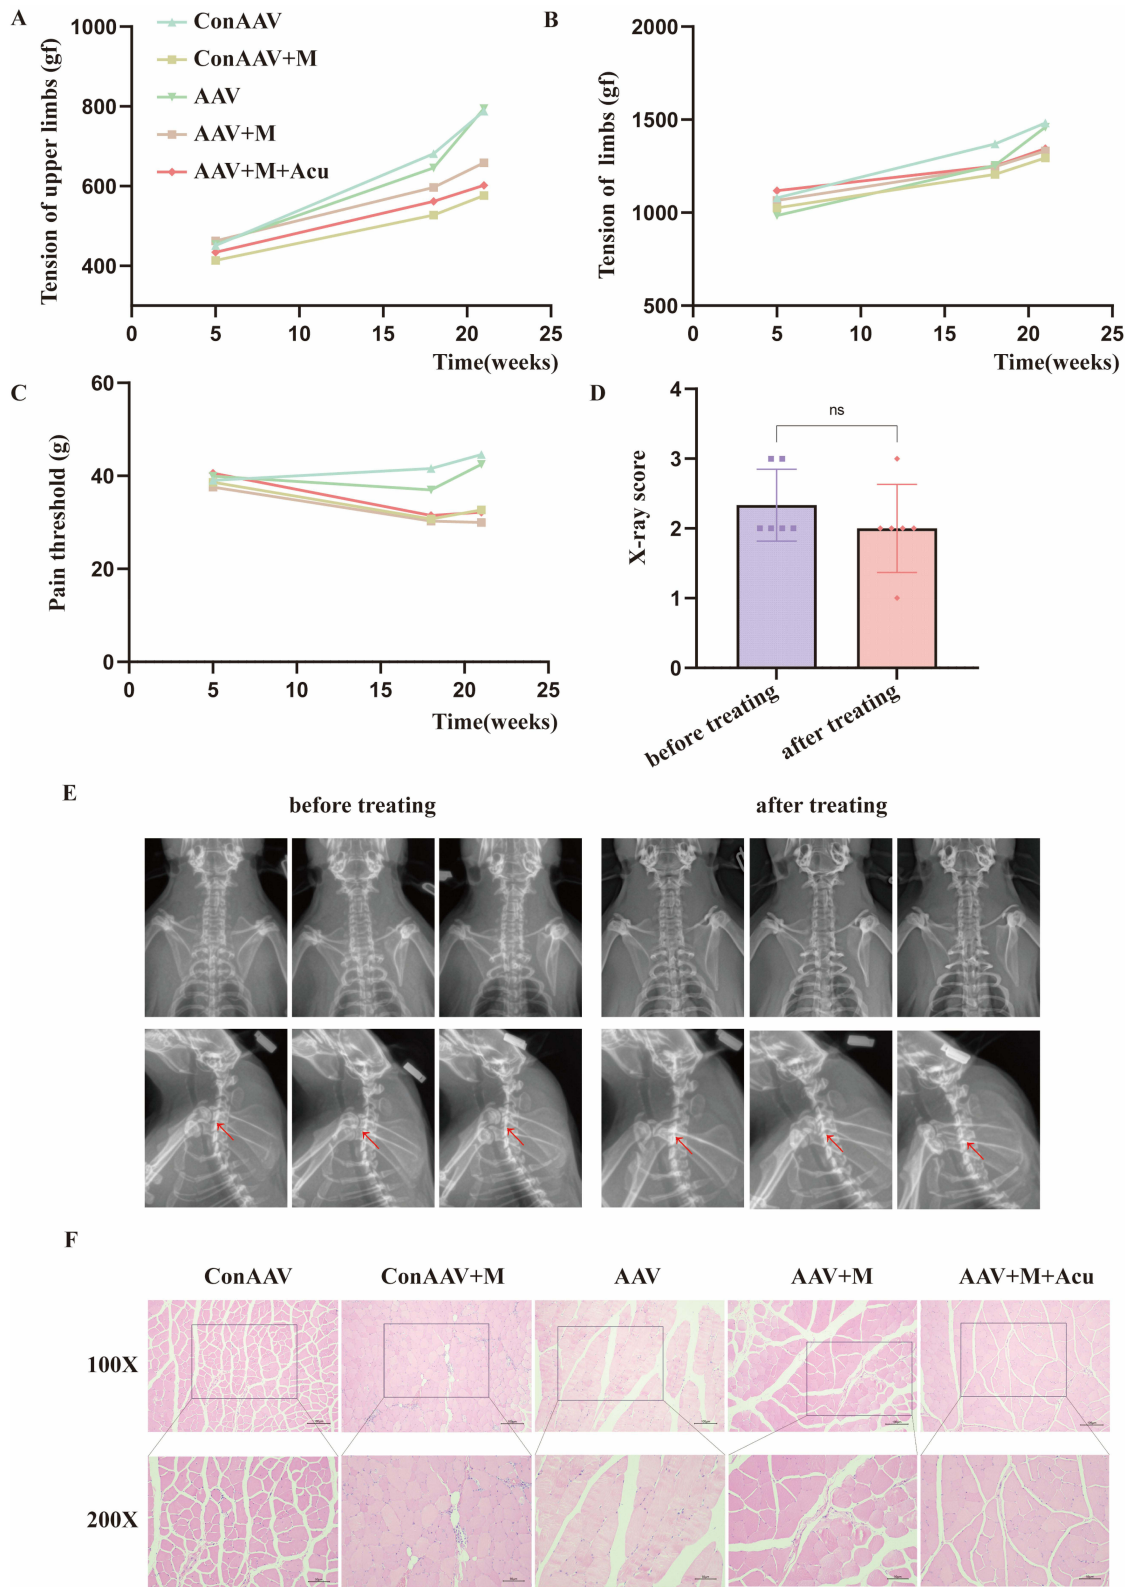 A
Tension of upper limbs (gf)
1000
800
600
400
0 5 10 15 20 25
Time(weeks)
ConAAV
ConAAV+M
AAV
AAV+M
AAV+M+Acu
B
Tension of limbs (gf)
2000
1500
1000
500
0 5 10 15 20 25
Time(weeks)
C
Pain threshold (g)
60
40
20
0
0 5 10 15 20 25
Time(weeks)
D
X-ray score
4
3
2
1
0
ns
before treating
after treating
E
before treating after treating
F
ConAAV ConAAV+M AAV AAV+M AAV+M+Acu
100X
200X